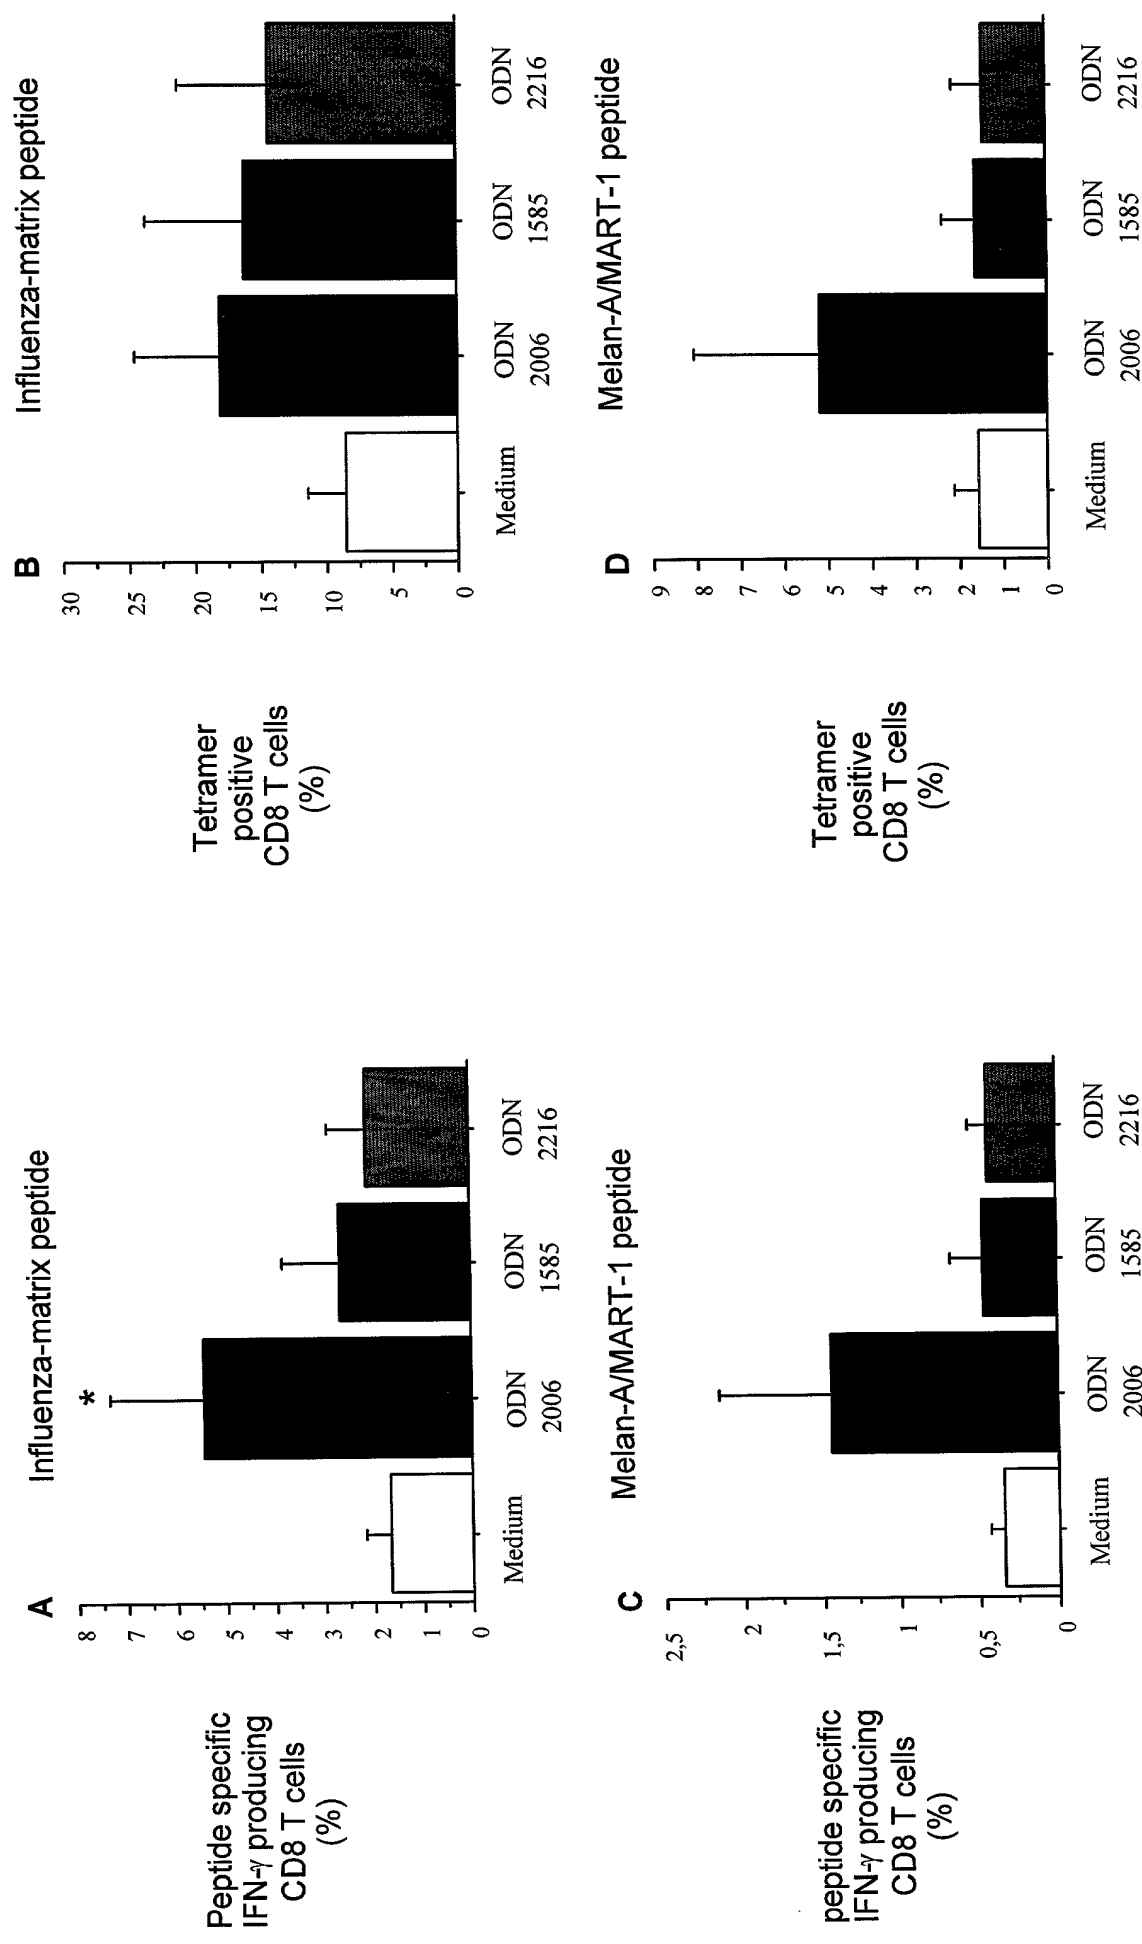 A
Influenza-matrix peptide
Peptide specific
IFN-γ producing
CD8 T cells
(%)
8
7
6
5
4
3
2
1
0
*
Medium
ODN
2006
ODN
1585
ODN
2216
B
Influenza-matrix peptide
Tetramer
positive
CD8 T cells
(%)
30
25
20
15
10
5
0
Medium
ODN
2006
ODN
1585
ODN
2216
C
Melan-A/MART-1 peptide
peptide specific
IFN-γ producing
CD8 T cells
(%)
2,5
2
1,5
1
0,5
0
Medium
ODN
2006
ODN
1585
ODN
2216
D
Melan-A/MART-1 peptide
Tetramer
positive
CD8 T cells
(%)
9
8
7
6
5
4
3
2
1
0
Medium
ODN
2006
ODN
1585
ODN
2216